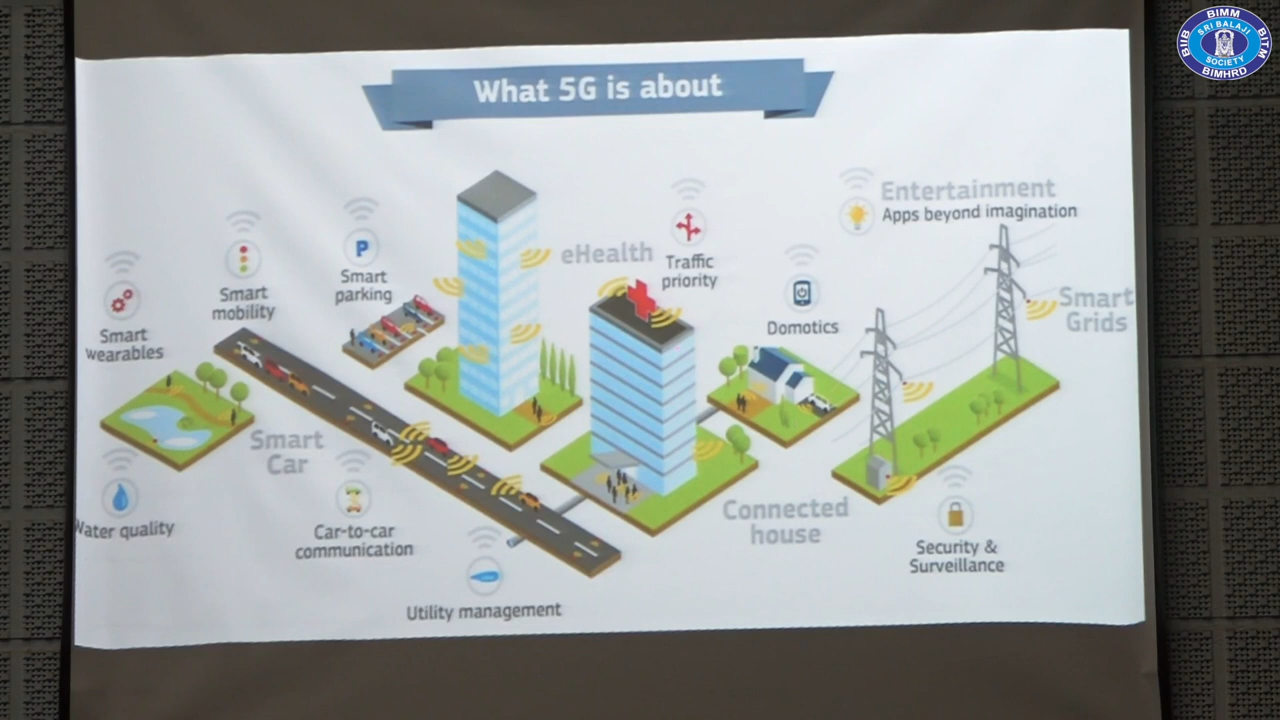 What 5G is about
Entertainment
Apps beyond imagination
eHealth
Traffic
priority
P
Smart
parking
Smart
mobility
Smart
Wearables
Domotics
Smart
Grids
Smart
Car
Water quality
Car-to-car
communication
Connected
house
Security &
Surveillance
Utility management
BIMM
BIIB
SRI BALAJI
SOCIETY
BITM
BIMHRD